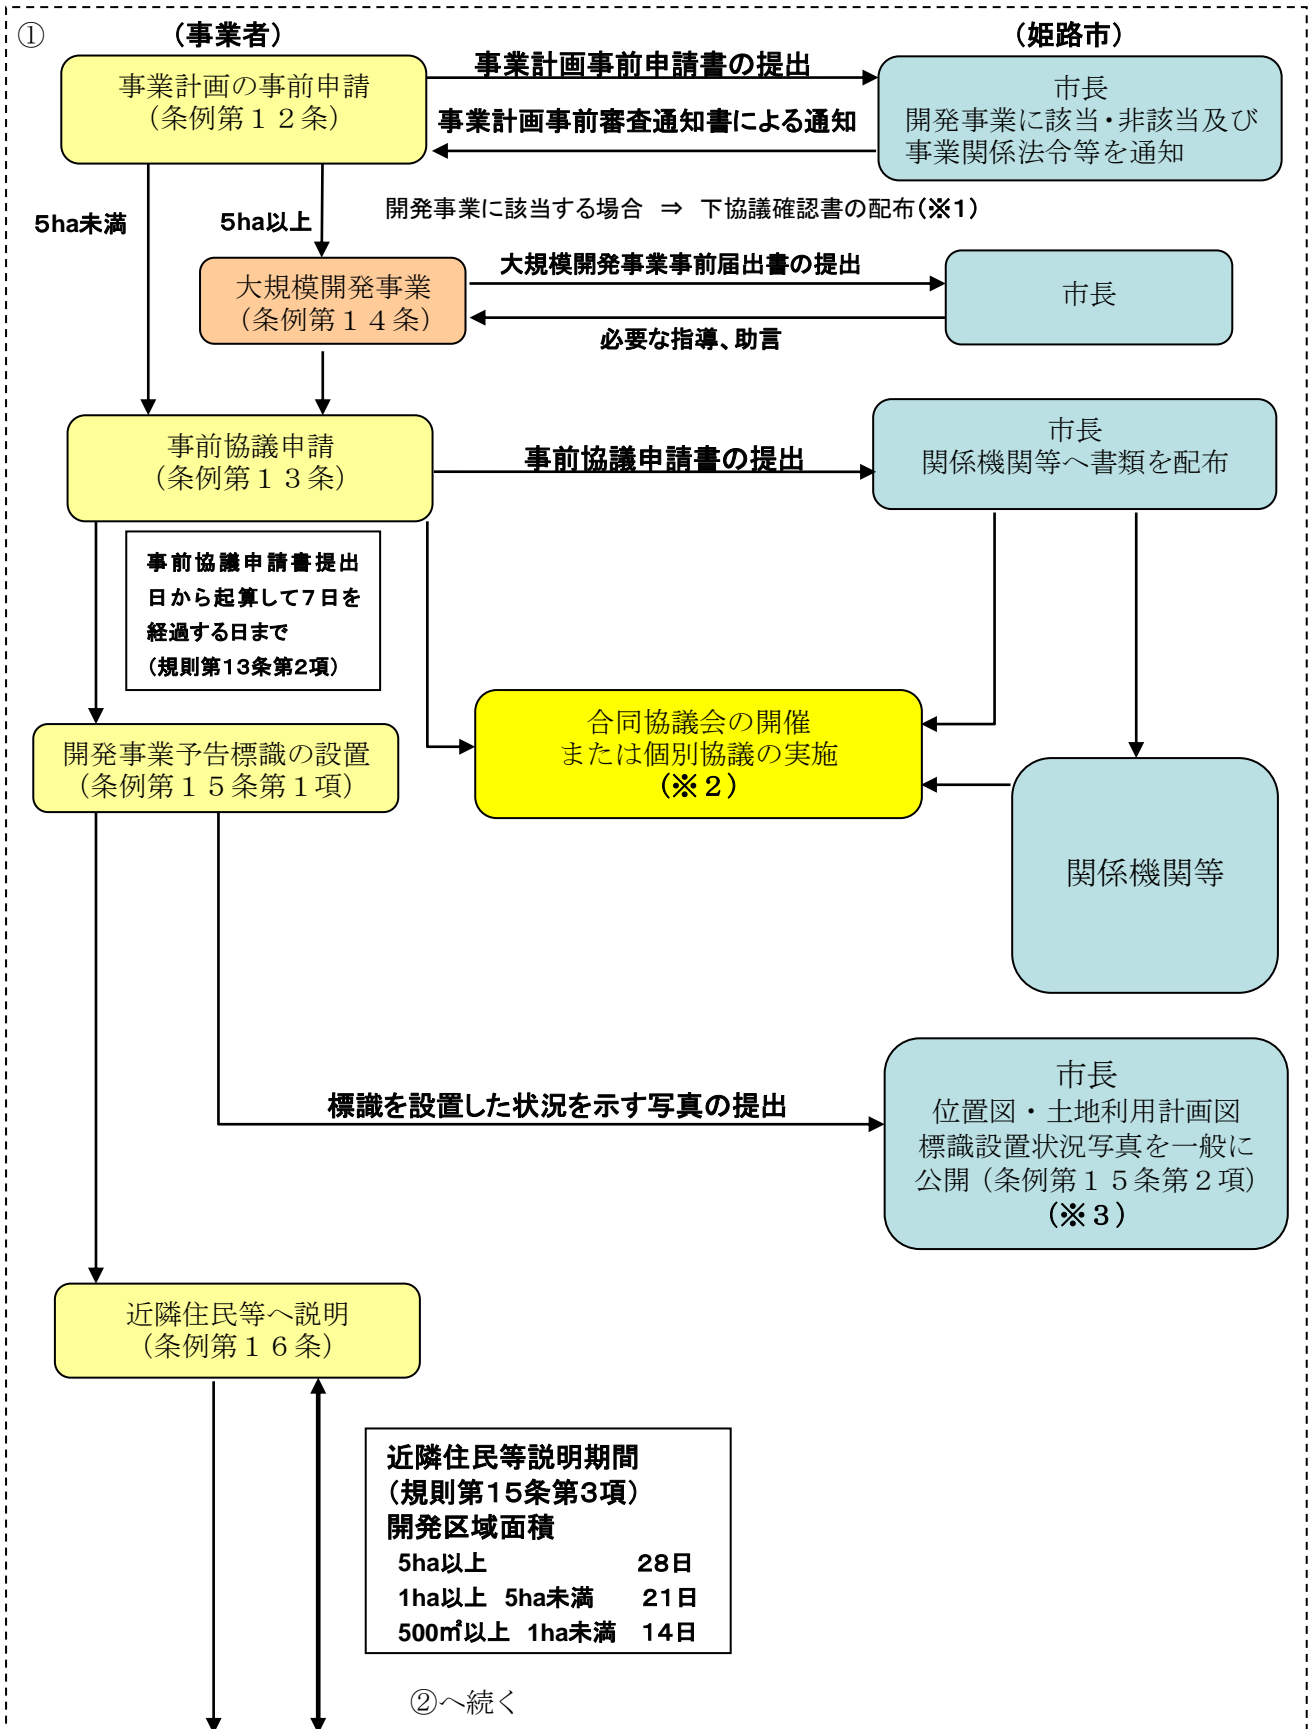 ①
（事業者）
（姫路市）
事業計画の事前申請
（条例第１２条）
事業計画事前申請書の提出
事業計画事前審査通知書による通知
市長
開発事業に該当・非該当及び
事業関係法令等を通知
5ha未満
5ha以上
開発事業に該当する場合 ⇒ 下協議確認書の配布(※1)
大規模開発事業
（条例第１４条）
大規模開発事業事前届出書の提出
必要な指導、助言
市長
事前協議申請
（条例第１３条）
事前協議申請書の提出
市長
関係機関等へ書類を配布
事前協議申請書提出
日から起算して７日を
経過する日まで
（規則第13条第2項）
開発事業予告標識の設置
（条例第１５条第１項）
合同協議会の開催
または個別協議の実施
（※２）
関係機関等
標識を設置した状況を示す写真の提出
市長
位置図・土地利用計画図
標識設置状況写真を一般に
公開（条例第１５条第２項）
（※３）
近隣住民等へ説明
（条例第１６条）
近隣住民等説明期間
（規則第15条第3項）
開発区域面積
5ha以上 28日
1ha以上 5ha未満 21日
500㎡以上 1ha未満 14日
②へ続く